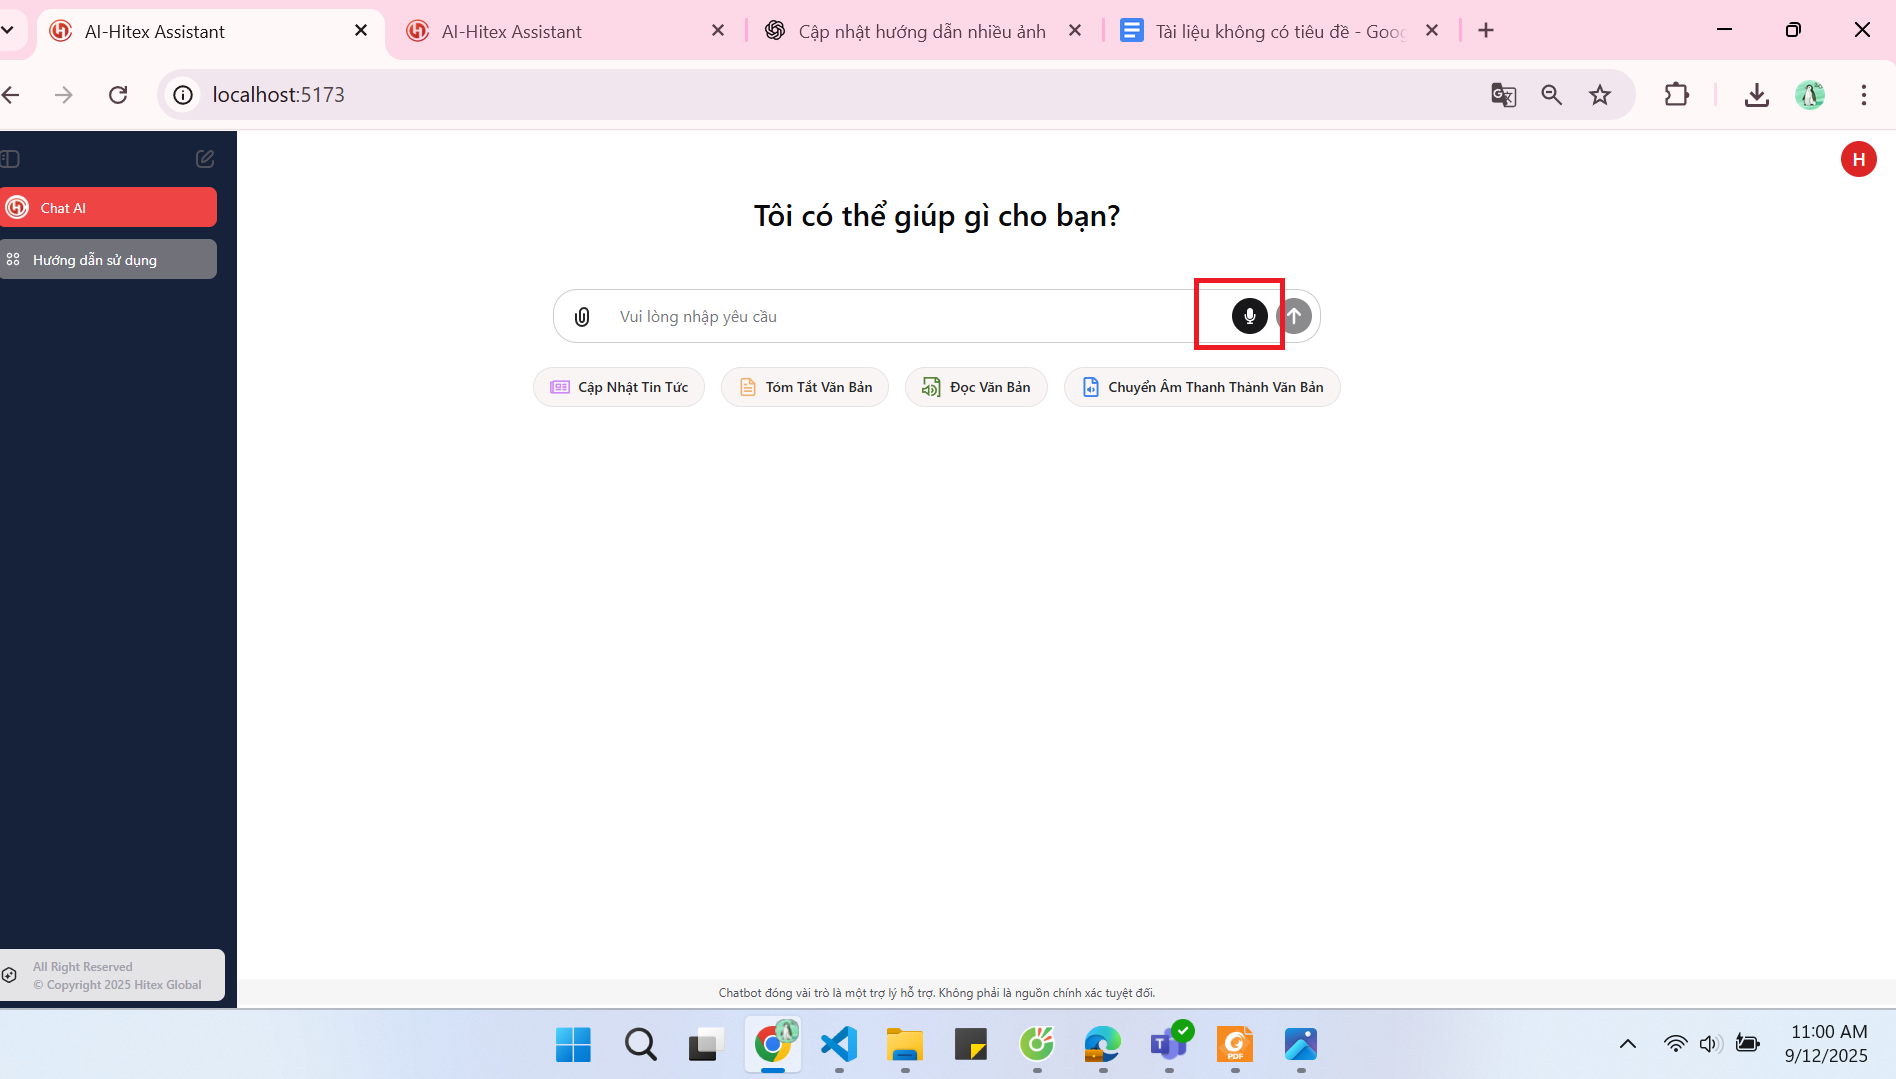 AI-Hitex Assistant
AI-Hitex Assistant
Cập nhật hướng dẫn nhiều ảnh
Tài liệu không có tiêu đề - Goog
localhost:5173
H
Chat AI
Hướng dẫn sử dụng
Tôi có thể giúp gì cho bạn?
Vui lòng nhập yêu cầu
Cập Nhật Tin Tức
Tóm Tắt Văn Bản
Đọc Văn Bản
Chuyển Âm Thanh Thành Văn Bản
All Right Reserved
© Copyright 2025 Hitex Global
Chatbot đóng vài trò là một trợ lý hỗ trợ. Không phải là nguồn chính xác tuyệt đối.
11:00 AM
9/12/2025